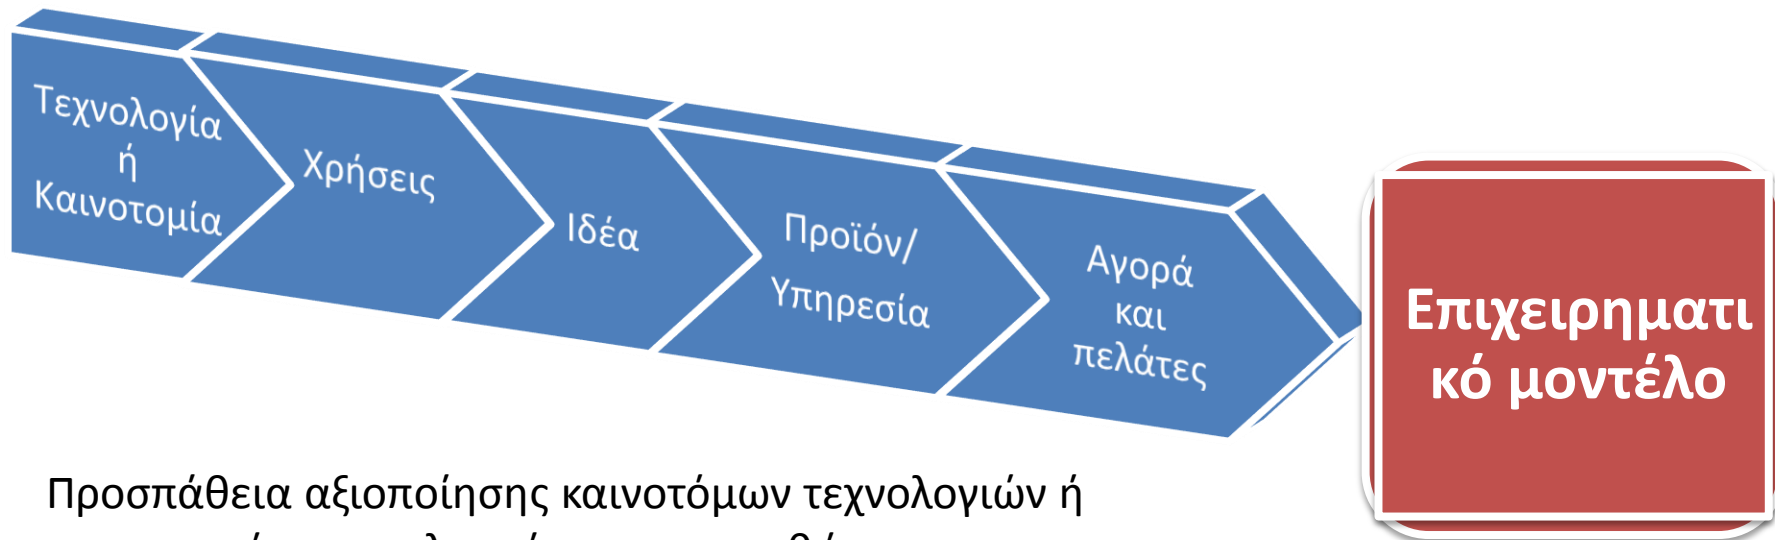 Τεχνολογία
ή
Καινοτομία
Χρήσεις
Ιδέα
Προϊόν/
Υπηρεσία
Αγορά
και
πελάτες
Επιχειρηματι
κό μοντέλο
Προσπάθεια αξιοποίησης καινοτόμων τεχνολογιών ή